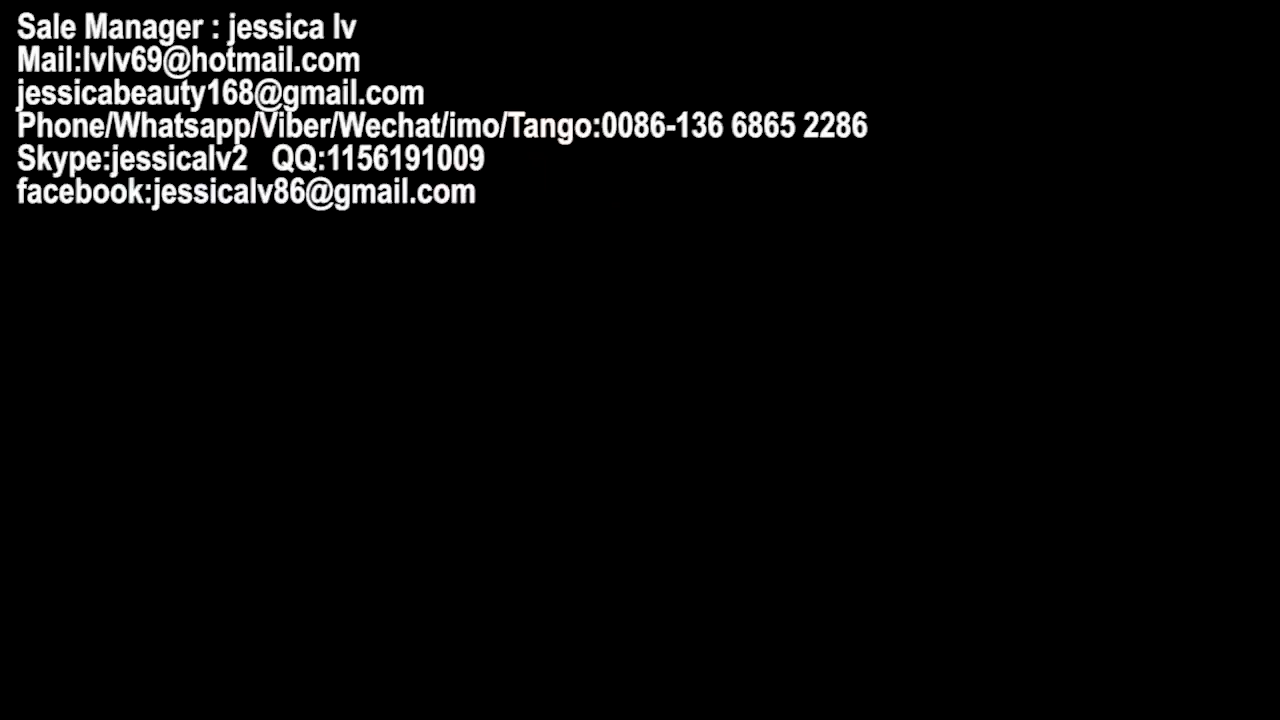 Sale Manager : jessica lv
Mail:lvlv69@hotmail.com
jessicabeauty168@gmail.com
Phone/Whatsapp/Viber/Wechat/imo/Tango:0086-136 6865 2286
Skype:jessicalv2   QQ:1156191009
facebook:jessicalv86@gmail.com